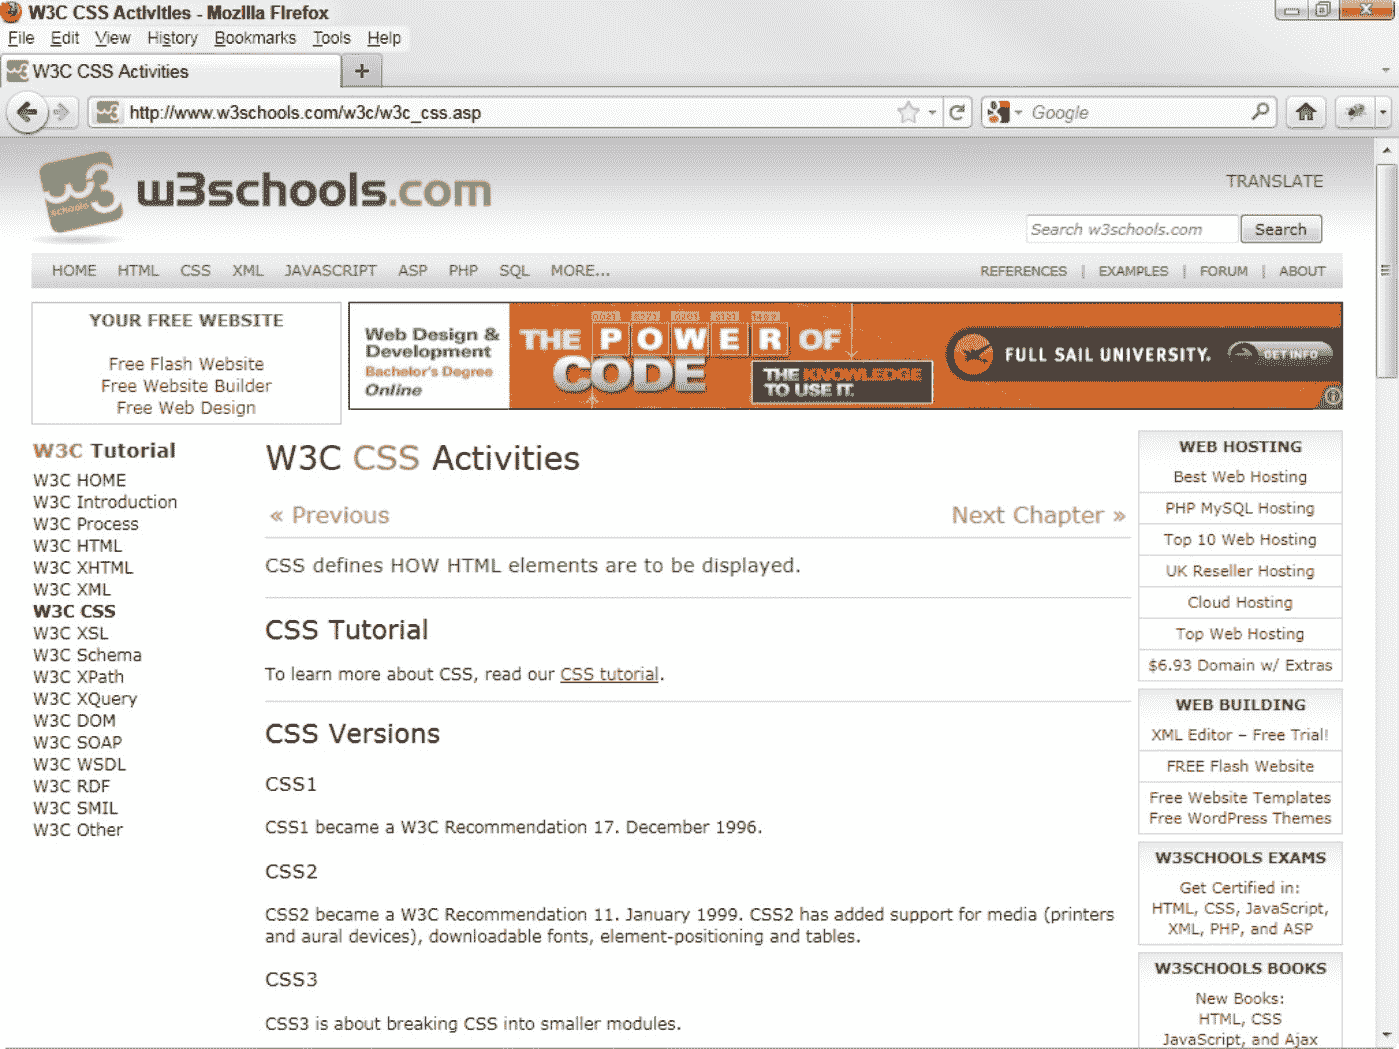 W3C CSS Activities - Mozilla Firefox
File Edit View History Bookmarks Tools Help
W3C CSS Activities +
http://www.w3schools.com/w3c/w3c_css.asp Google
w3 schools w3schools.com
TRANSLATE
Search w3schools.com Search
HOME HTML CSS XML JAVASCRIPT ASP PHP SQL MORE... REFERENCES | EXAMPLES | FORUM | ABOUT
YOUR FREE WEBSITE
Free Flash Website
Free Website Builder
Free Web Design
Web Design &
Development
Bachelor's Degree
Online
THE POWER OF
CODE
THE KNOWLEDGE
TO USE IT.
FULL SAIL UNIVERSITY.
GET INFO
W3C Tutorial
W3C HOME
W3C Introduction
W3C Process
W3C HTML
W3C XHTML
W3C XML
W3C CSS
W3C XSL
W3C Schema
W3C XPath
W3C XQuery
W3C DOM
W3C SOAP
W3C WSDL
W3C RDF
W3C SMIL
W3C Other
W3C CSS Activities
« Previous Next Chapter »
CSS defines HOW HTML elements are to be displayed.
CSS Tutorial
To learn more about CSS, read our CSS tutorial.
CSS Versions
CSS1
CSS1 became a W3C Recommendation 17. December 1996.
CSS2
CSS2 became a W3C Recommendation 11. January 1999. CSS2 has added support for media (printers
and aural devices), downloadable fonts, element-positioning and tables.
CSS3
CSS3 is about breaking CSS into smaller modules.
WEB HOSTING
Best Web Hosting
PHP MySQL Hosting
Top 10 Web Hosting
UK Reseller Hosting
Cloud Hosting
Top Web Hosting
$6.93 Domain w/ Extras
WEB BUILDING
XML Editor – Free Trial!
FREE Flash Website
Free Website Templates
Free WordPress Themes
W3SCHOOLS EXAMS
Get Certified in:
HTML, CSS, JavaScript,
XML, PHP, and ASP
W3SCHOOLS BOOKS
New Books:
HTML, CSS
JavaScript, and Ajax